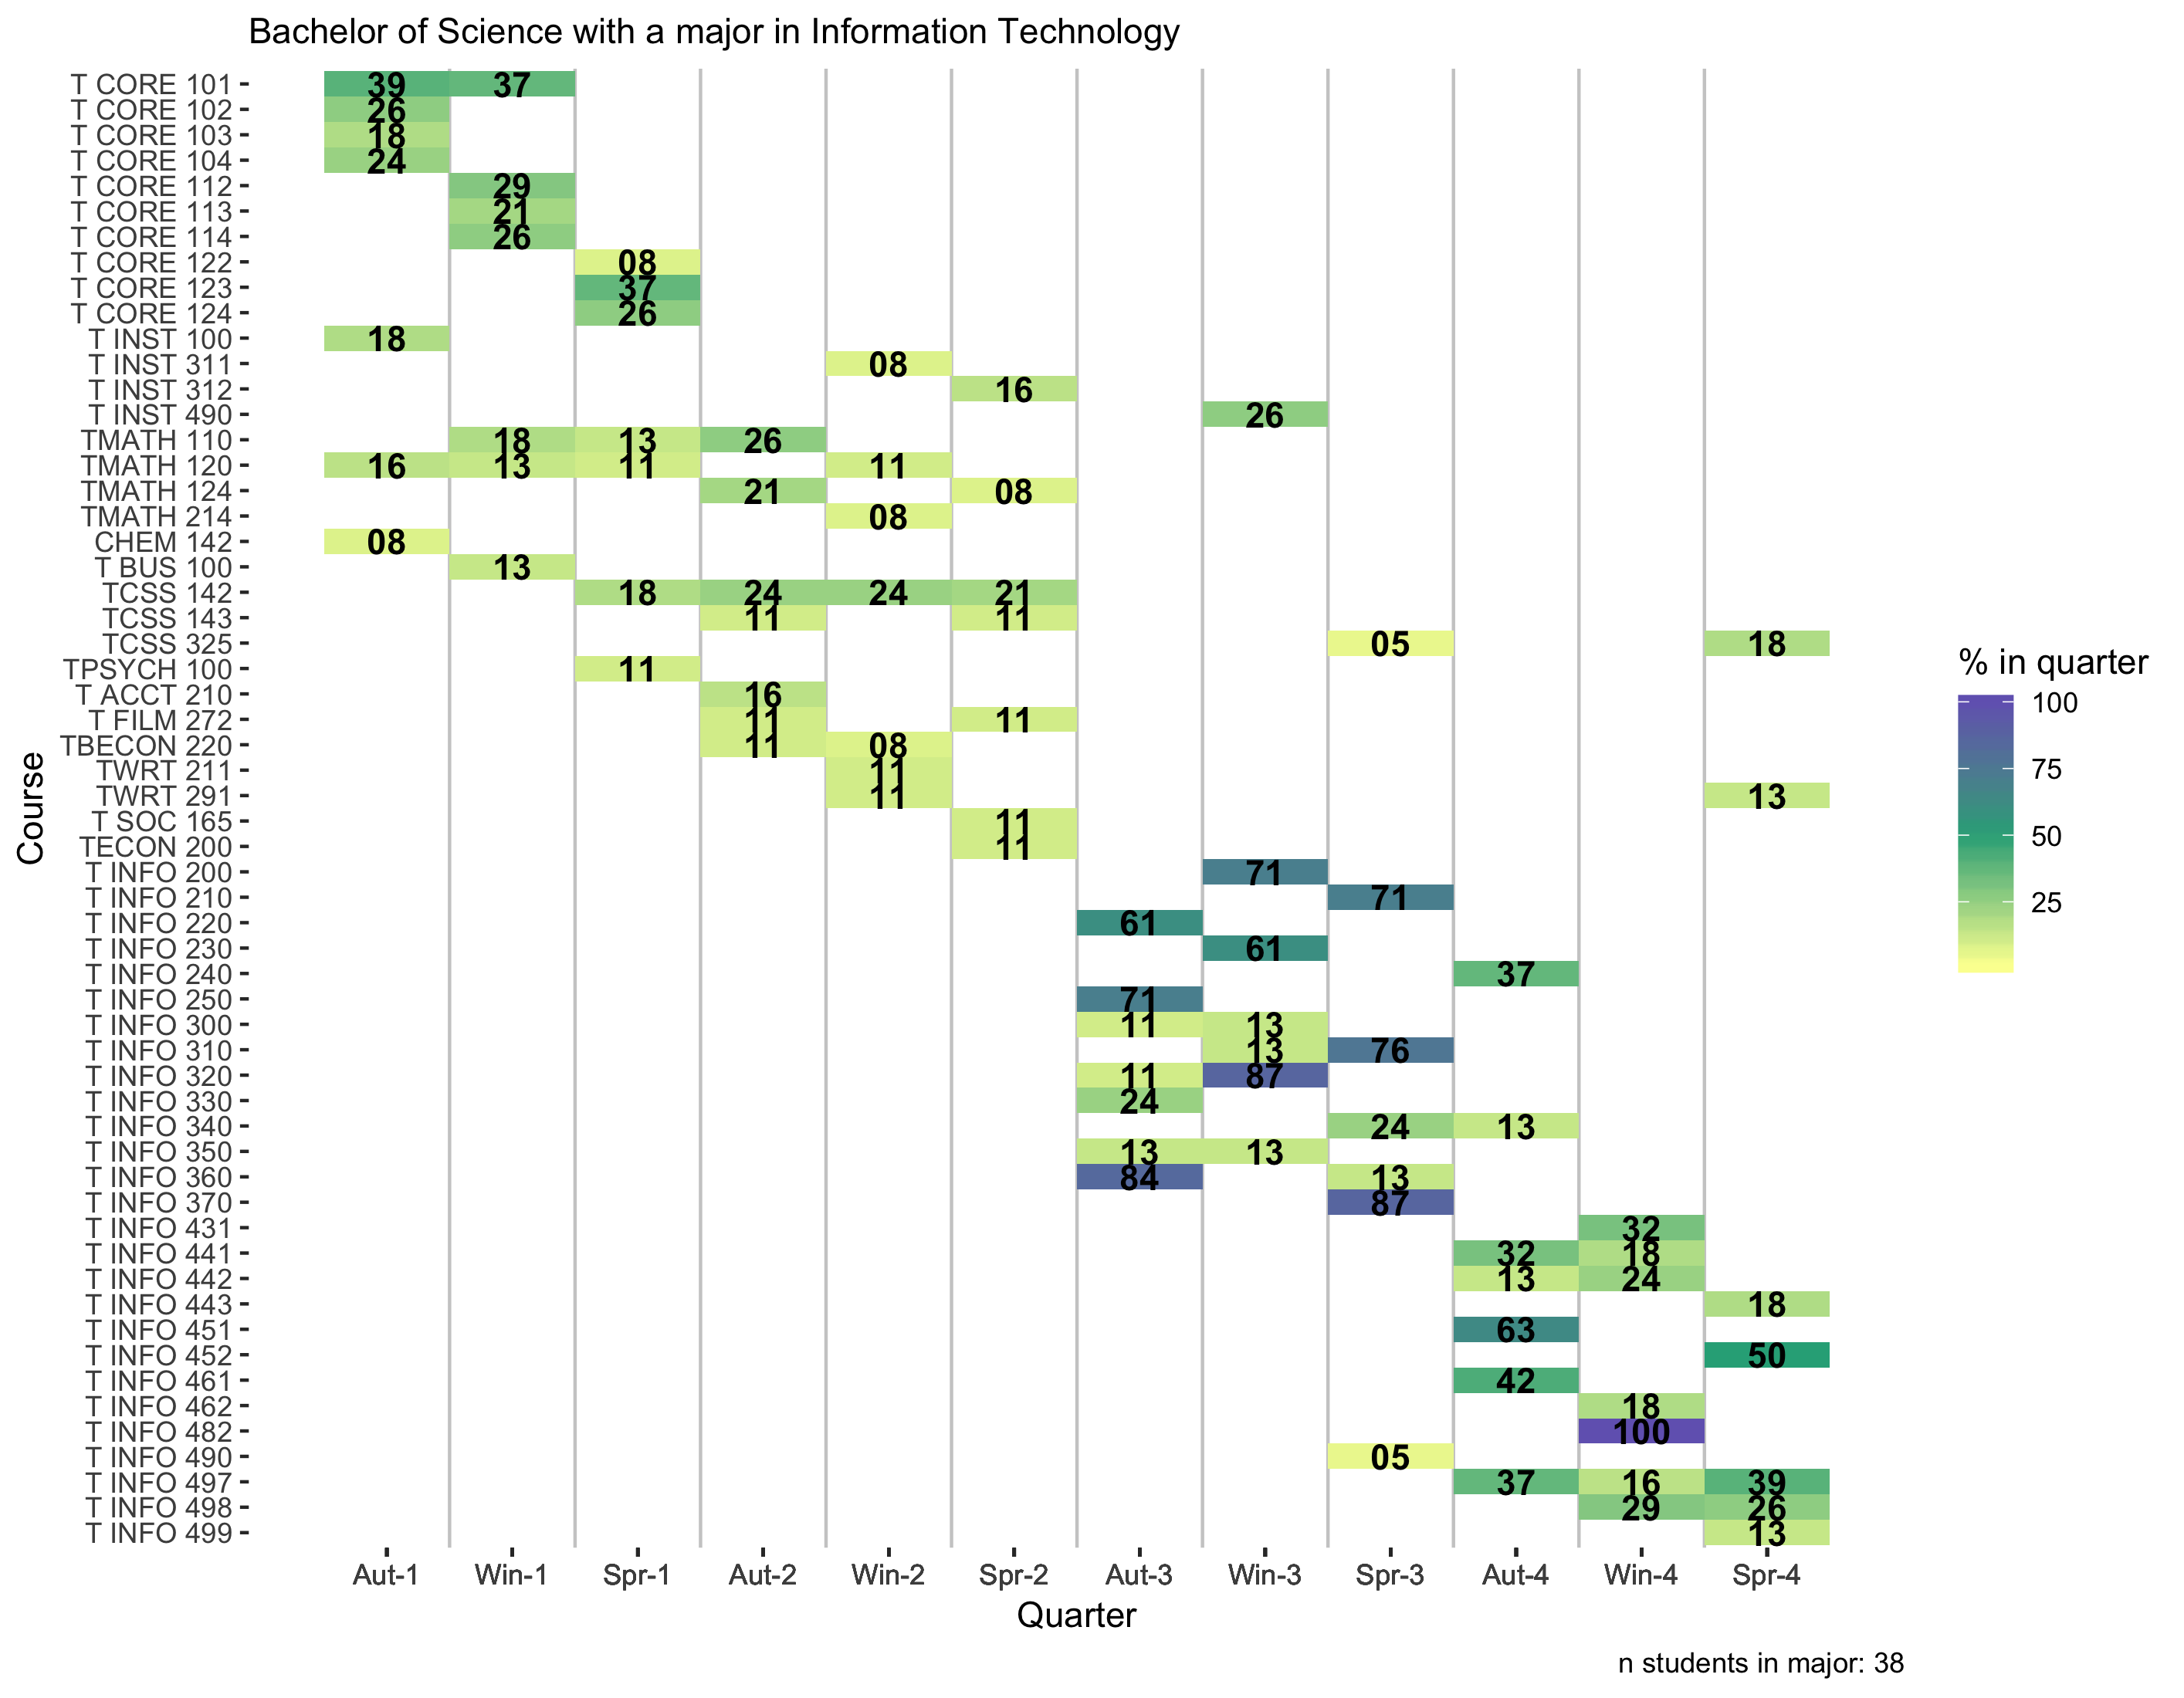 Bachelor of Science with a major in Information Technology
T CORE 101 39 37
T CORE 102 26
T CORE 103 18
T CORE 104 24
T CORE 112 29
T CORE 113 21
T CORE 114 26
T CORE 122 08
T CORE 123 37
T CORE 124 26
T INST 100 18
T INST 311 08
T INST 312 16
T INST 490 26
TMATH 110 18 13 26
TMATH 120 16 13 11 11
TMATH 124 21 08
TMATH 214 08
CHEM 142 08
T BUS 100 13
TCSS 142 18 24 24 21
TCSS 143 11 11
TCSS 325 05 18
TPSYCH 100 11
T ACCT 210 16
T FILM 272 11 11
TBECON 220 11 08
TWRT 211 11
TWRT 291 11 13
T SOC 165 11
TECON 200 11
T INFO 200 71
T INFO 210 71
T INFO 220 61
T INFO 230 61
T INFO 240 37
T INFO 250 71
T INFO 300 11 13
T INFO 310 13 76
T INFO 320 11 87
T INFO 330 24
T INFO 340 24 13
T INFO 350 13 13
T INFO 360 84 13
T INFO 370 87
T INFO 431 32
T INFO 441 32 18
T INFO 442 13 24
T INFO 443 18
T INFO 451 63
T INFO 452 50
T INFO 461 42
T INFO 462 18
T INFO 482 100
T INFO 490 05
T INFO 497 37 16 39
T INFO 498 29 26
T INFO 499 13
Aut-1 Win-1 Spr-1 Aut-2 Win-2 Spr-2 Aut-3 Win-3 Spr-3 Aut-4 Win-4 Spr-4
Quarter
Course
% in quarter
100
75
50
25
n students in major: 38